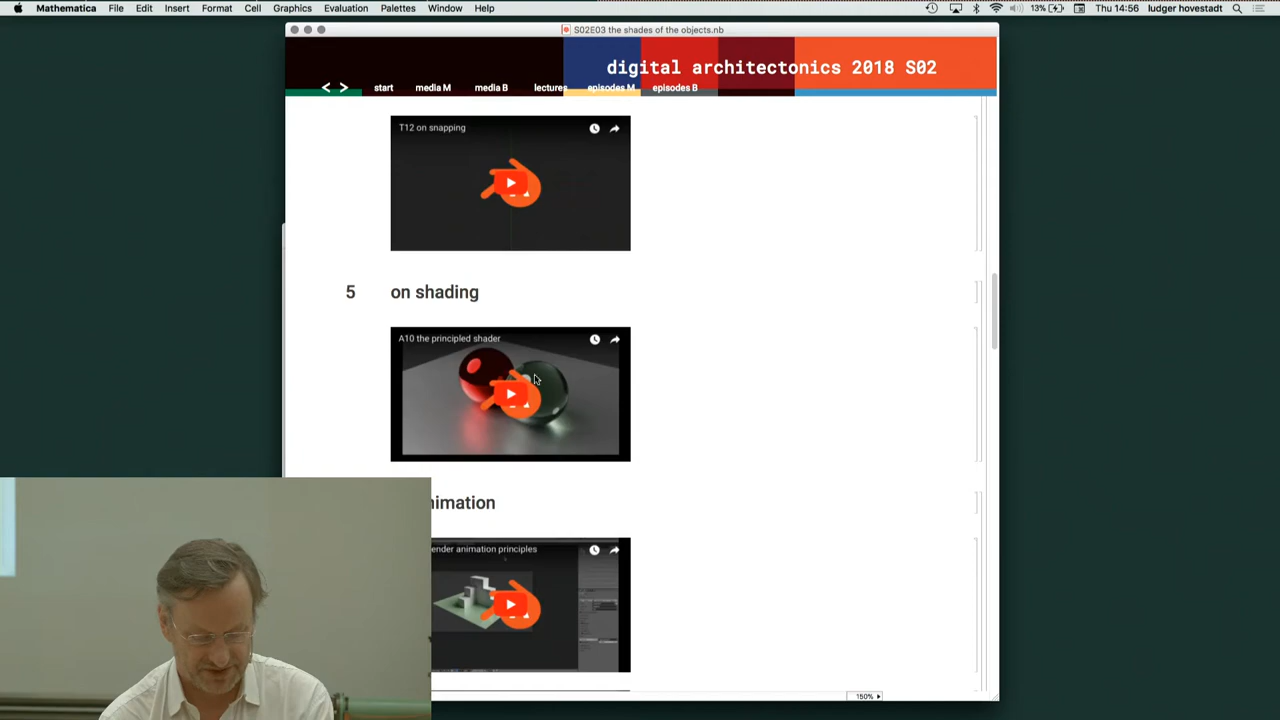 Mathematica File Edit Insert Format Cell Graphics Evaluation Palettes Window Help 13% Thu 14:56 ludger hovestadt
S02E03 the shades of the objects.nb
digital architectonics 2018 S02
< > start media M media B lectures episodes M episodes B
T12 on snapping
5 on shading
A10 the principled shader
nimation
ender animation principles
150%